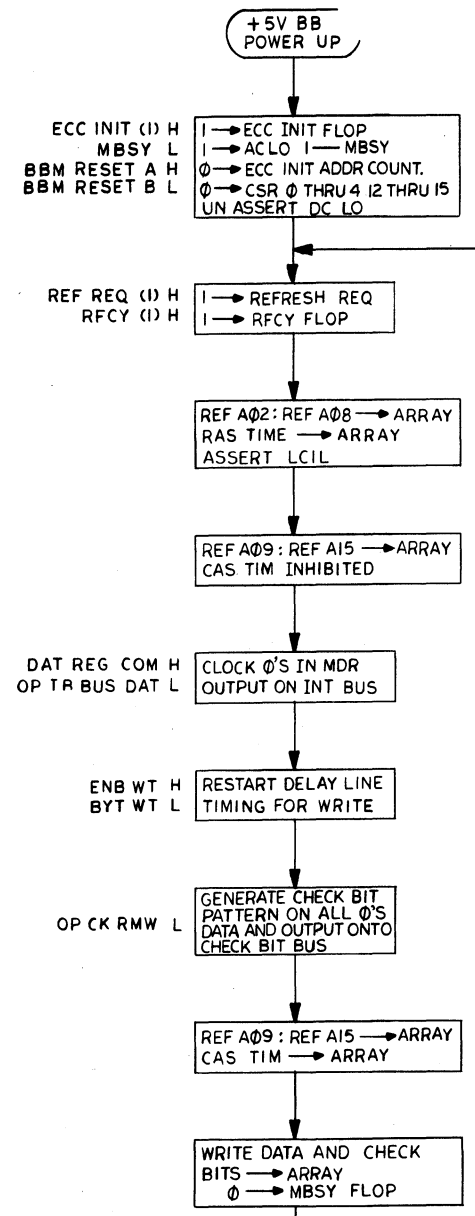 +5V BB
POWER UP
ECC INIT (1) H
MBSY L
BBM RESET A H
BBM RESET B L
1 → ECC INIT FLOP
1 → ACLO 1 — MBSY
Ø → ECC INIT ADDR COUNT.
Ø → CSR Ø THRU 4 12 THRU 15
UN ASSERT DC LO
REF REQ (1) H
RFCY (1) H
1 → REFRESH REQ
1 → RFCY FLOP
REF AØ2: REF AØ8 → ARRAY
RAS TIME → ARRAY
ASSERT LCIL
REF AØ9: REF A15 → ARRAY
CAS TIM INHIBITED
DAT REG COM H
OP TR BUS DAT L
CLOCK Ø'S IN MDR
OUTPUT ON INT BUS
ENB WT H
BYT WT L
RESTART DELAY LINE
TIMING FOR WRITE
OP CK RMW L
GENERATE CHECK BIT
PATTERN ON ALL Ø'S
DATA AND OUTPUT ONTO
CHECK BIT BUS
REF AØ9: REF A15 → ARRAY
CAS TIM → ARRAY
WRITE DATA AND CHECK
BITS → ARRAY
Ø → MBSY FLOP